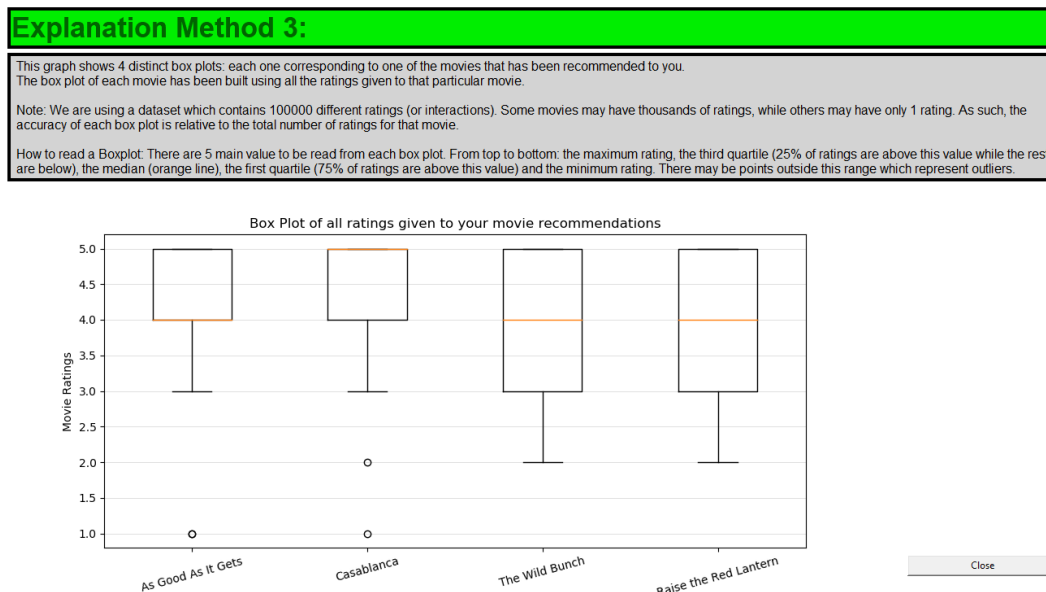 Explanation Method 3:
This graph shows 4 distinct box plots: each one corresponding to one of the movies that has been recommended to you.
The box plot of each movie has been built using all the ratings given to that particular movie.
Note: We are using a dataset which contains 100000 different ratings (or interactions). Some movies may have thousands of ratings, while others may have only 1 rating. As such, the
accuracy of each box plot is relative to the total number of ratings for that movie.
How to read a Boxplot: There are 5 main value to be read from each box plot. From top to bottom: the maximum rating, the third quartile (25% of ratings are above this value while the rest
are below), the median (orange line), the first quartile (75% of ratings are above this value) and the minimum rating. There may be points outside this range which represent outliers.
Box Plot of all ratings given to your movie recommendations
Movie Ratings
5.0
4.5
4.0
3.5
3.0
2.5
2.0
1.5
1.0
As Good As It Gets
Casablanca
The Wild Bunch
Raise the Red Lantern
Close